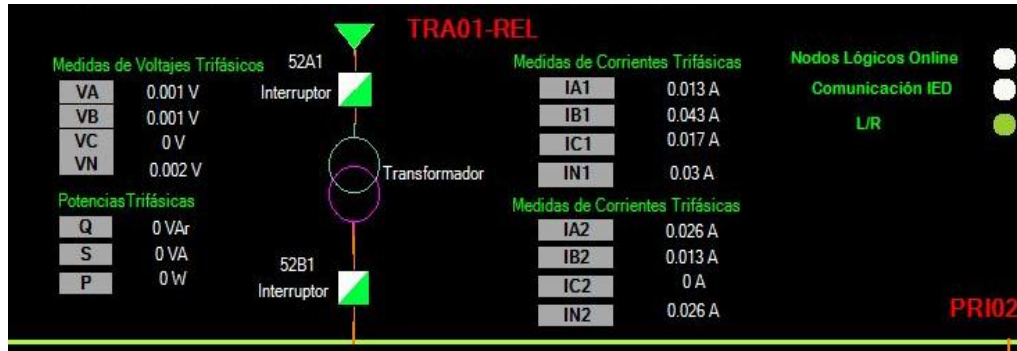 TRA01-REL
Medidas de Voltajes Trifásicos
VA 0.001 V
VB 0.001 V
VC 0 V
VN 0.002 V
PotenciasTrifásicas
Q 0 VAr
S 0 VA
P 0 W
52A1
Interruptor
Transformador
52B1
Interruptor
Medidas de Corrientes Trifásicas
IA1 0.013 A
IB1 0.043 A
IC1 0.017 A
IN1 0.03 A
Medidas de Corrientes Trifásicas
IA2 0.026 A
IB2 0.013 A
IC2 0 A
IN2 0.026 A
Nodos Lógicos Online
Comunicación IED
L/R
PRI02